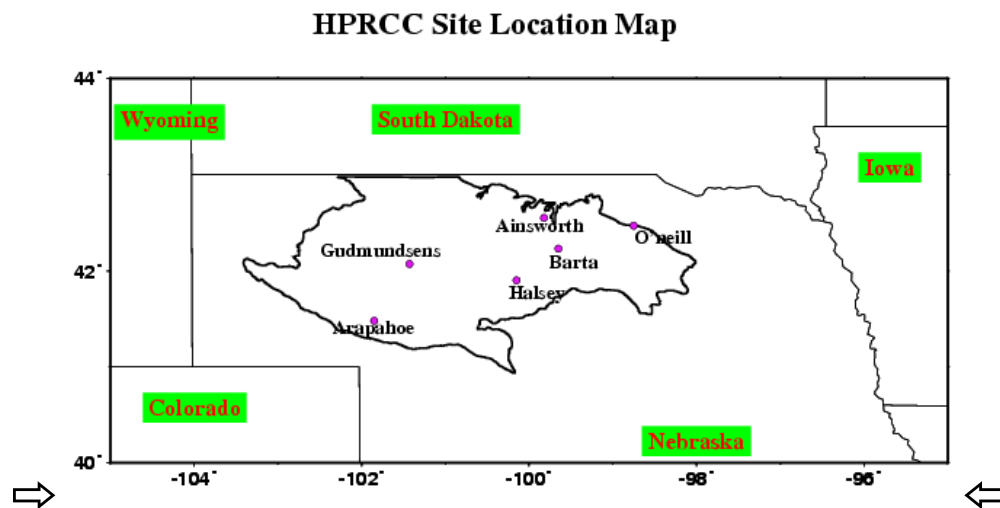 HPRCC Site Location Map
44°
Wyoming
South Dakota
Iowa
Ainsworth
O'neill
Gudmundsens
Barta
42°
Halsey
Arapahoe
Colorado
Nebraska
40°
-104° -102° -100° -98° -96°